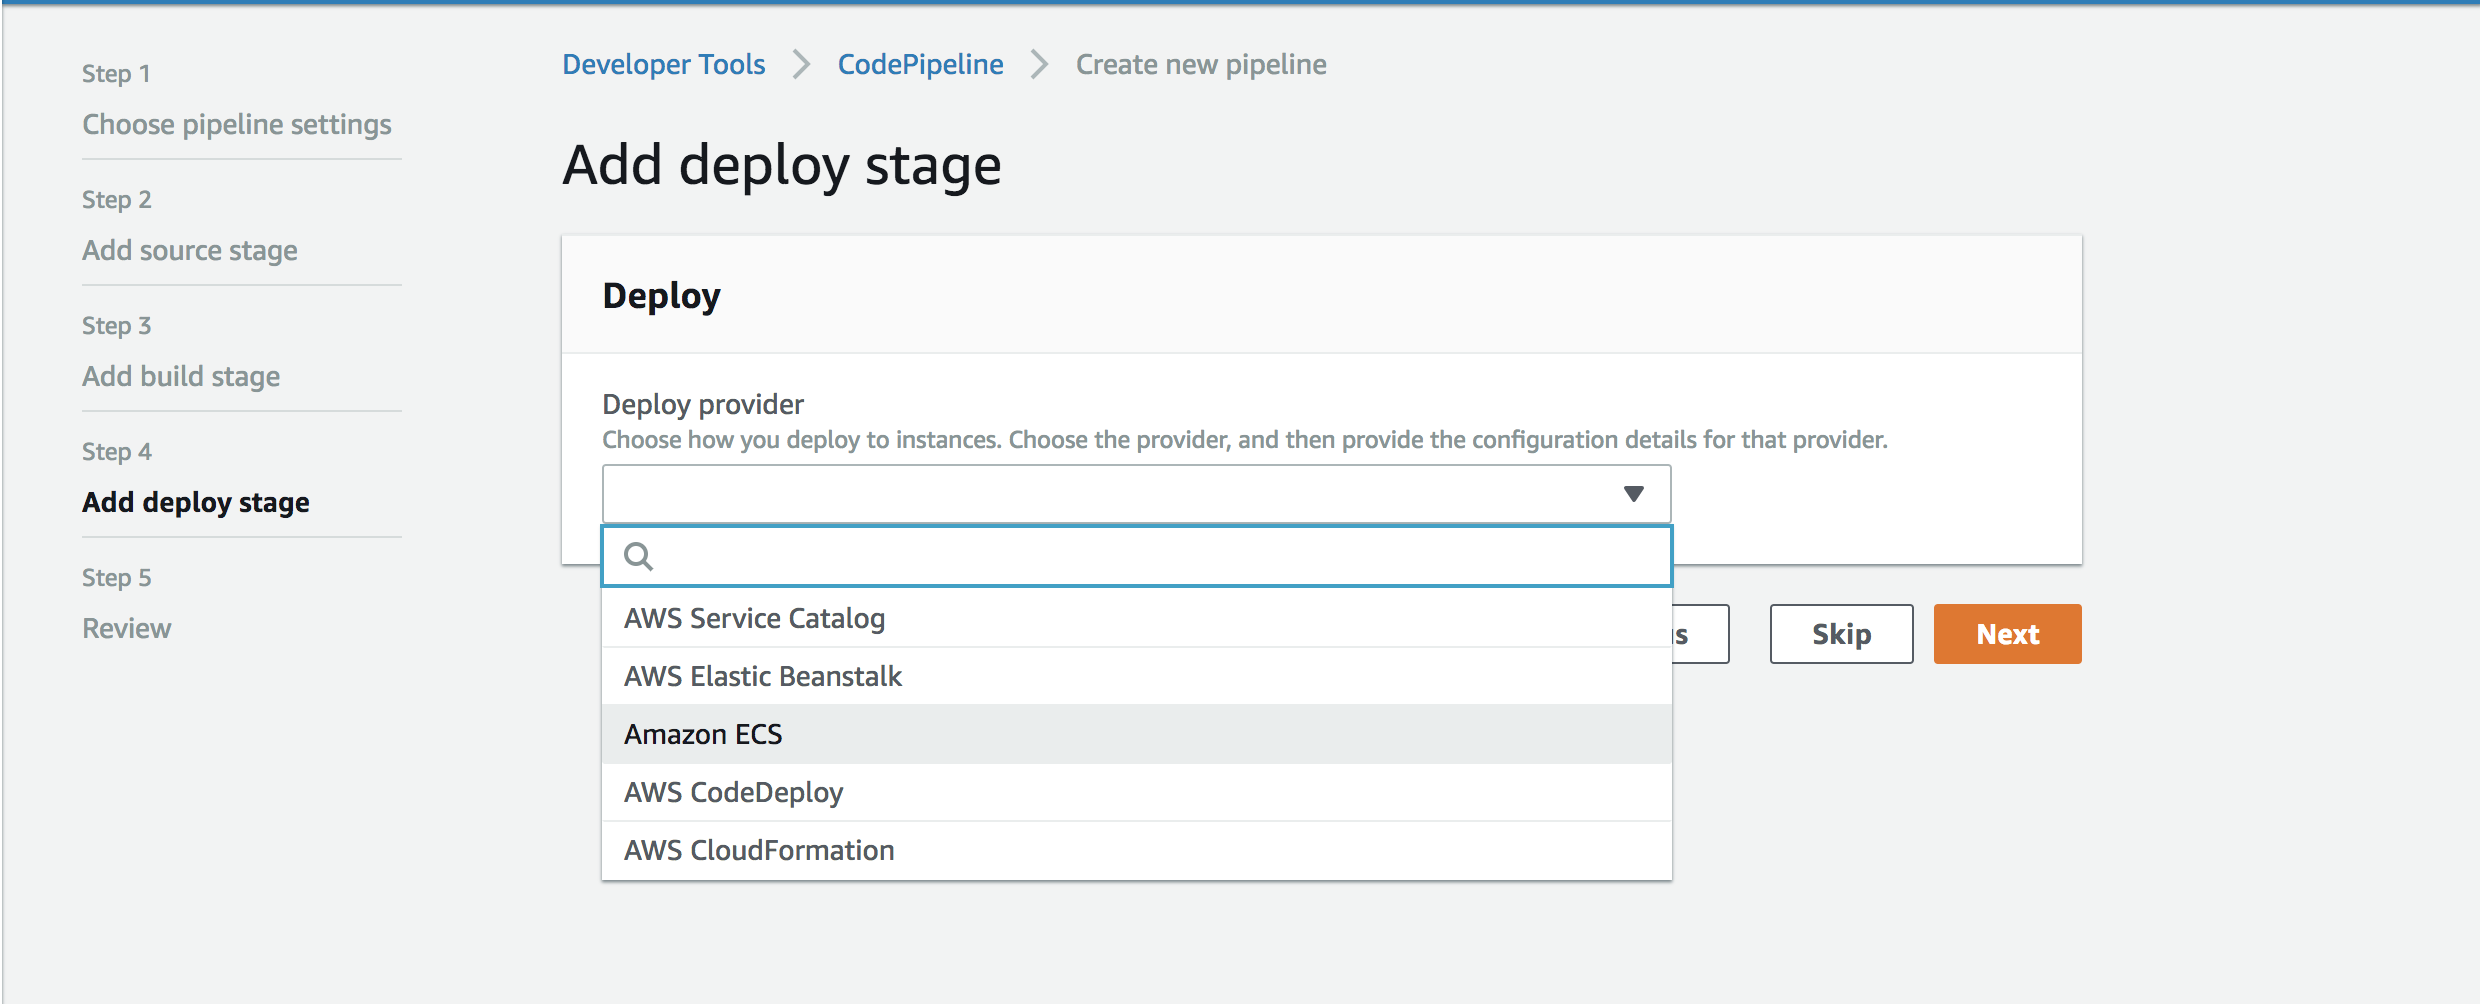 Step 1
Choose pipeline settings
Step 2
Add source stage
Step 3
Add build stage
Step 4
Add deploy stage
Step 5
Review
Developer Tools
CodePipeline
Create new pipeline
Add deploy stage
Deploy
Deploy provider
Choose how you deploy to instances. Choose the provider, and then provide the configuration details for that provider.
AWS Service Catalog
AWS Elastic Beanstalk
Amazon ECS
AWS CodeDeploy
AWS CloudFormation
Skip
Next